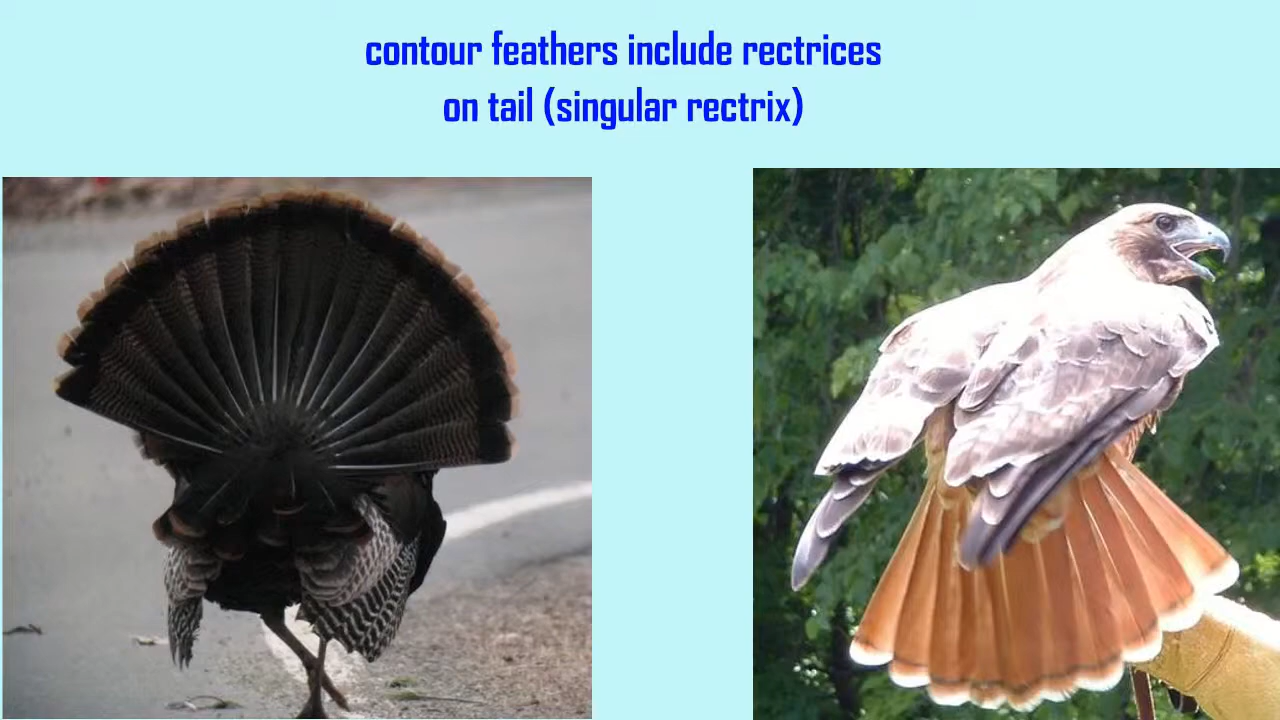 contour feathers include rectrices
on tail (singular rectrix)